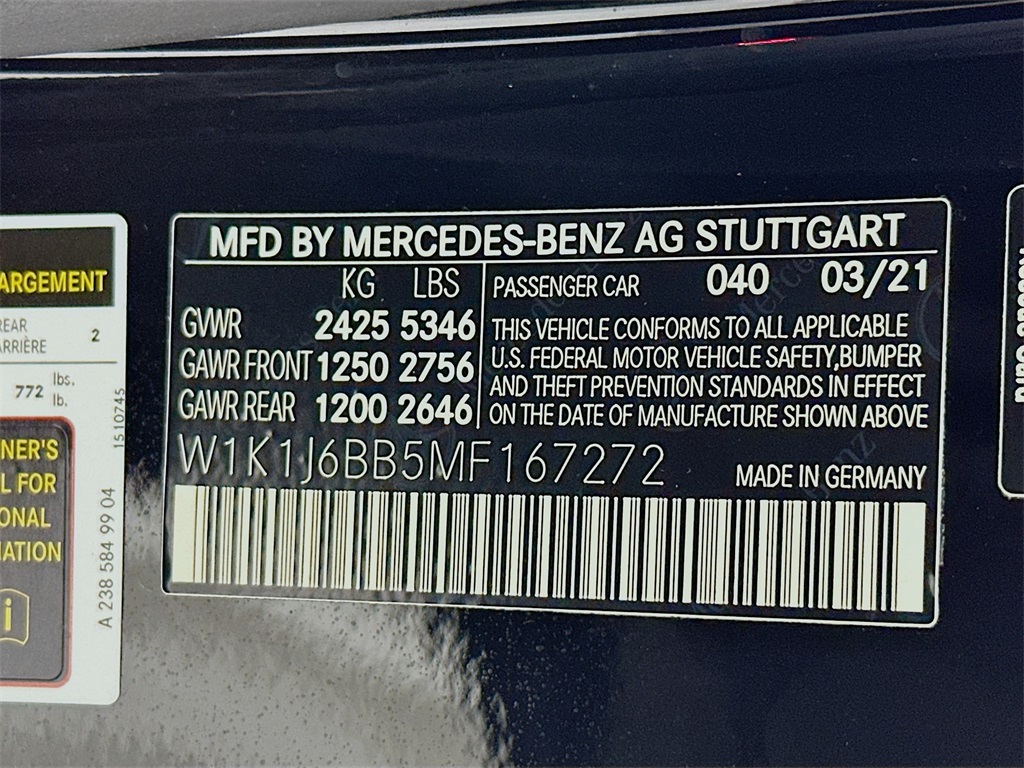 MFD BY MERCEDES-BENZ AG STUTTGART
KG LBS
GVWR 2425 5346
GAWR FRONT 1250 2756
GAWR REAR 1200 2646
PASSENGER CAR 040 03/21
THIS VEHICLE CONFORMS TO ALL APPLICABLE
U.S. FEDERAL MOTOR VEHICLE SAFETY,BUMPER
AND THEFT PREVENTION STANDARDS IN EFFECT
ON THE DATE OF MANUFACTURE SHOWN ABOVE
W1K1J6BB5MF167272
MADE IN GERMANY
ARGEMENT
REAR
ARRIÈRE 2
772 lbs.
lb.
NER'S
L FOR
ONAL
MATION
i
1510745
A 238 584 99 04